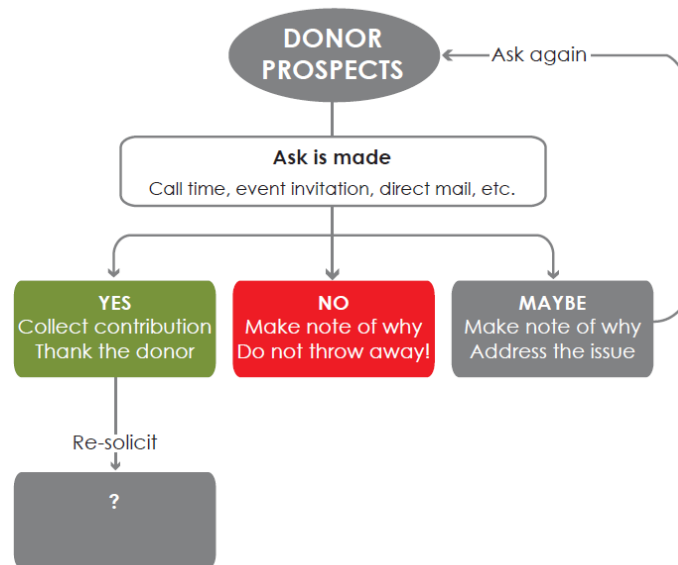 DONOR
PROSPECTS
Ask again
Ask is made
Call time, event invitation, direct mail, etc.
YES
Collect contribution
Thank the donor
NO
Make note of why
Do not throw away!
MAYBE
Make note of why
Address the issue
Re-solicit
?